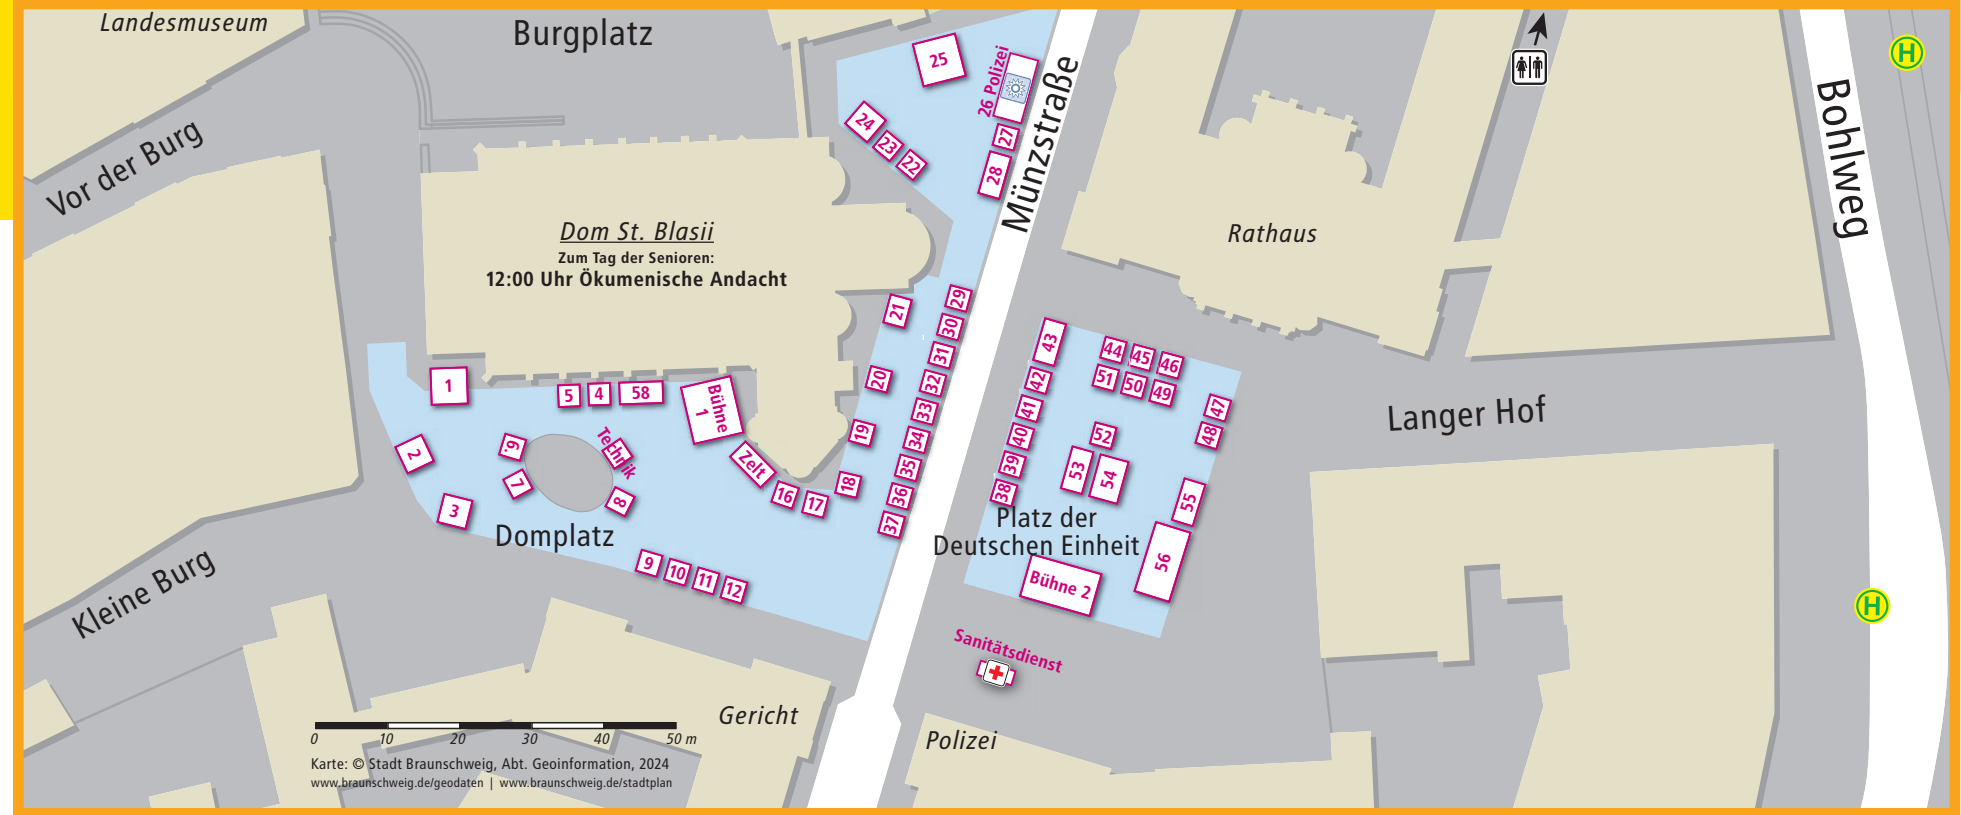 Landesmuseum
Burgplatz
Vor der Burg
Münzstraße
Bohlweg
H
25
26 Polizei
24
23
22
27
28
Dom St. Blasii
Zum Tag der Senioren:
12:00 Uhr Ökumenische Andacht
Rathaus
21
20
19
18
29
30
31
32
33
34
35
36
37
43
42
41
40
39
38
44
45
46
51
50
49
47
48
52
53
54
55
56
Langer Hof
1
2
3
5
4
58
Bühne
1
Zelt
16
17
6.
7
Technik
8
Domplatz
9
10
11
12
Platz der
Deutschen Einheit
Bühne 2
Kleine Burg
H
Sanitätsdienst
Gericht
Polizei
0 10 20 30 40 50 m
Karte: © Stadt Braunschweig, Abt. Geoinformation, 2024
www.braunschweig.de/geodaten | www.braunschweig.de/stadtplan